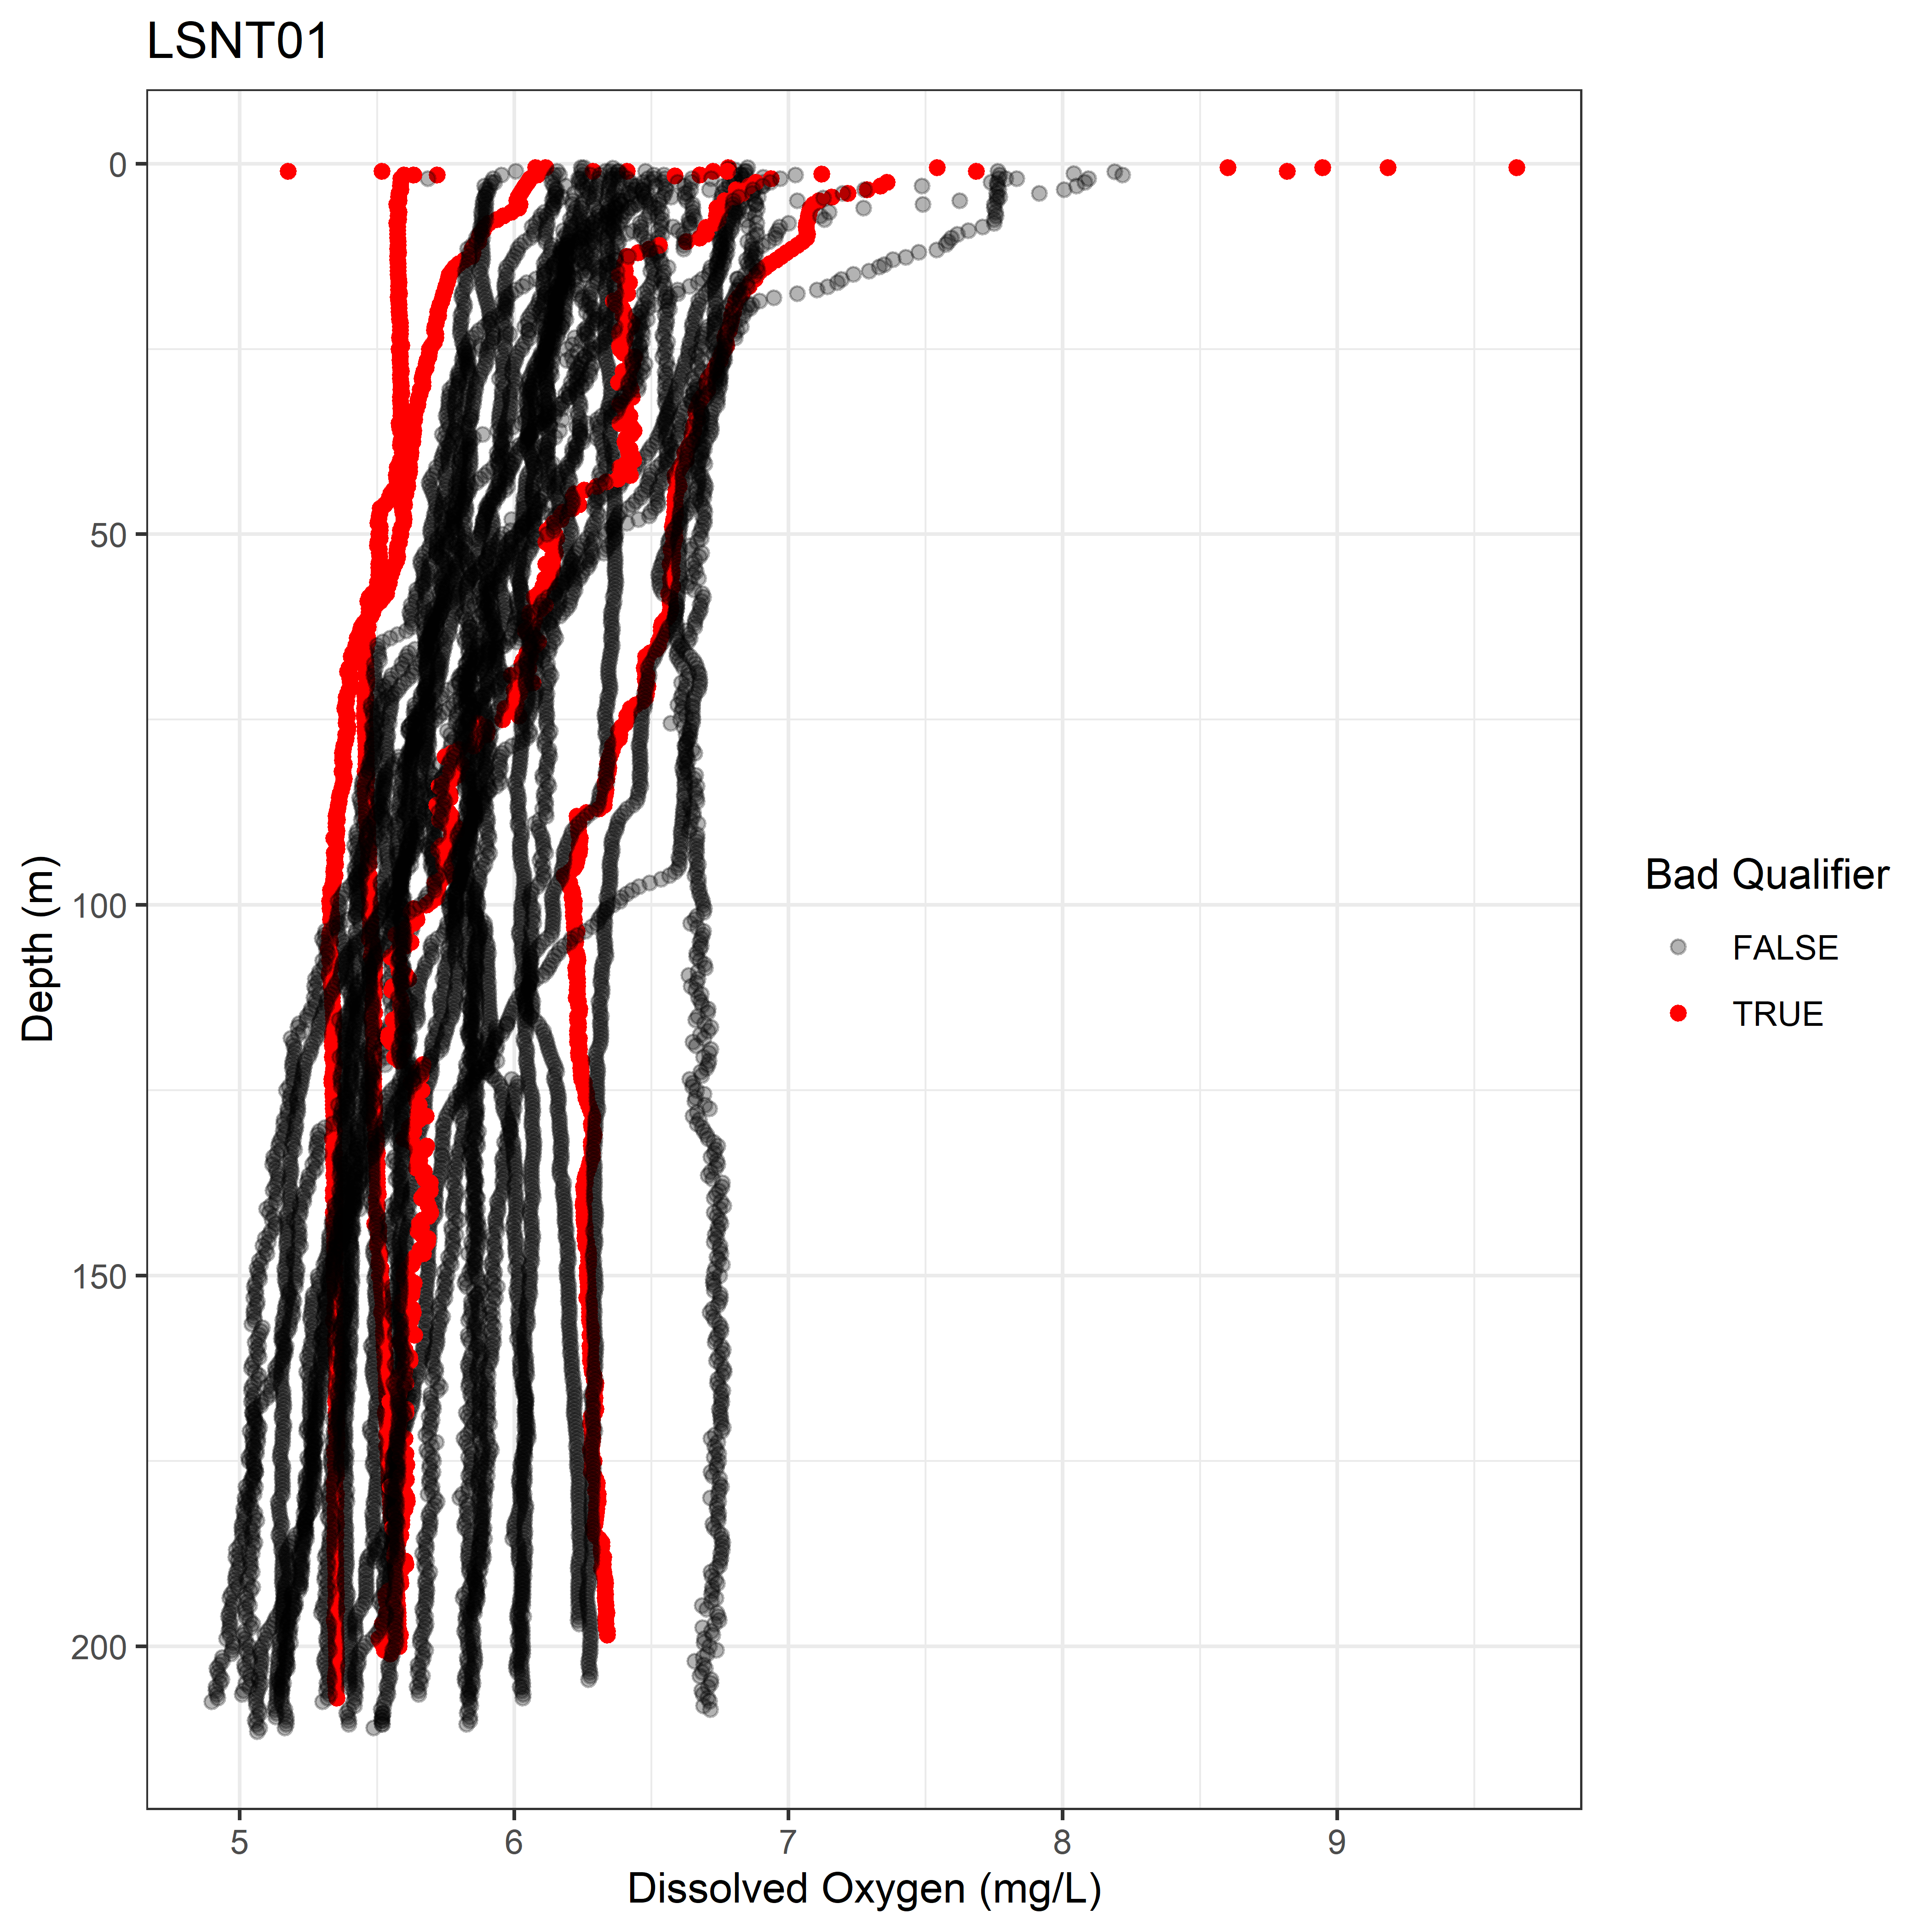 LSNT01
0
50
100
150
200
Depth (m)
5 6 7 8 9
Dissolved Oxygen (mg/L)
Bad Qualifier
FALSE
TRUE